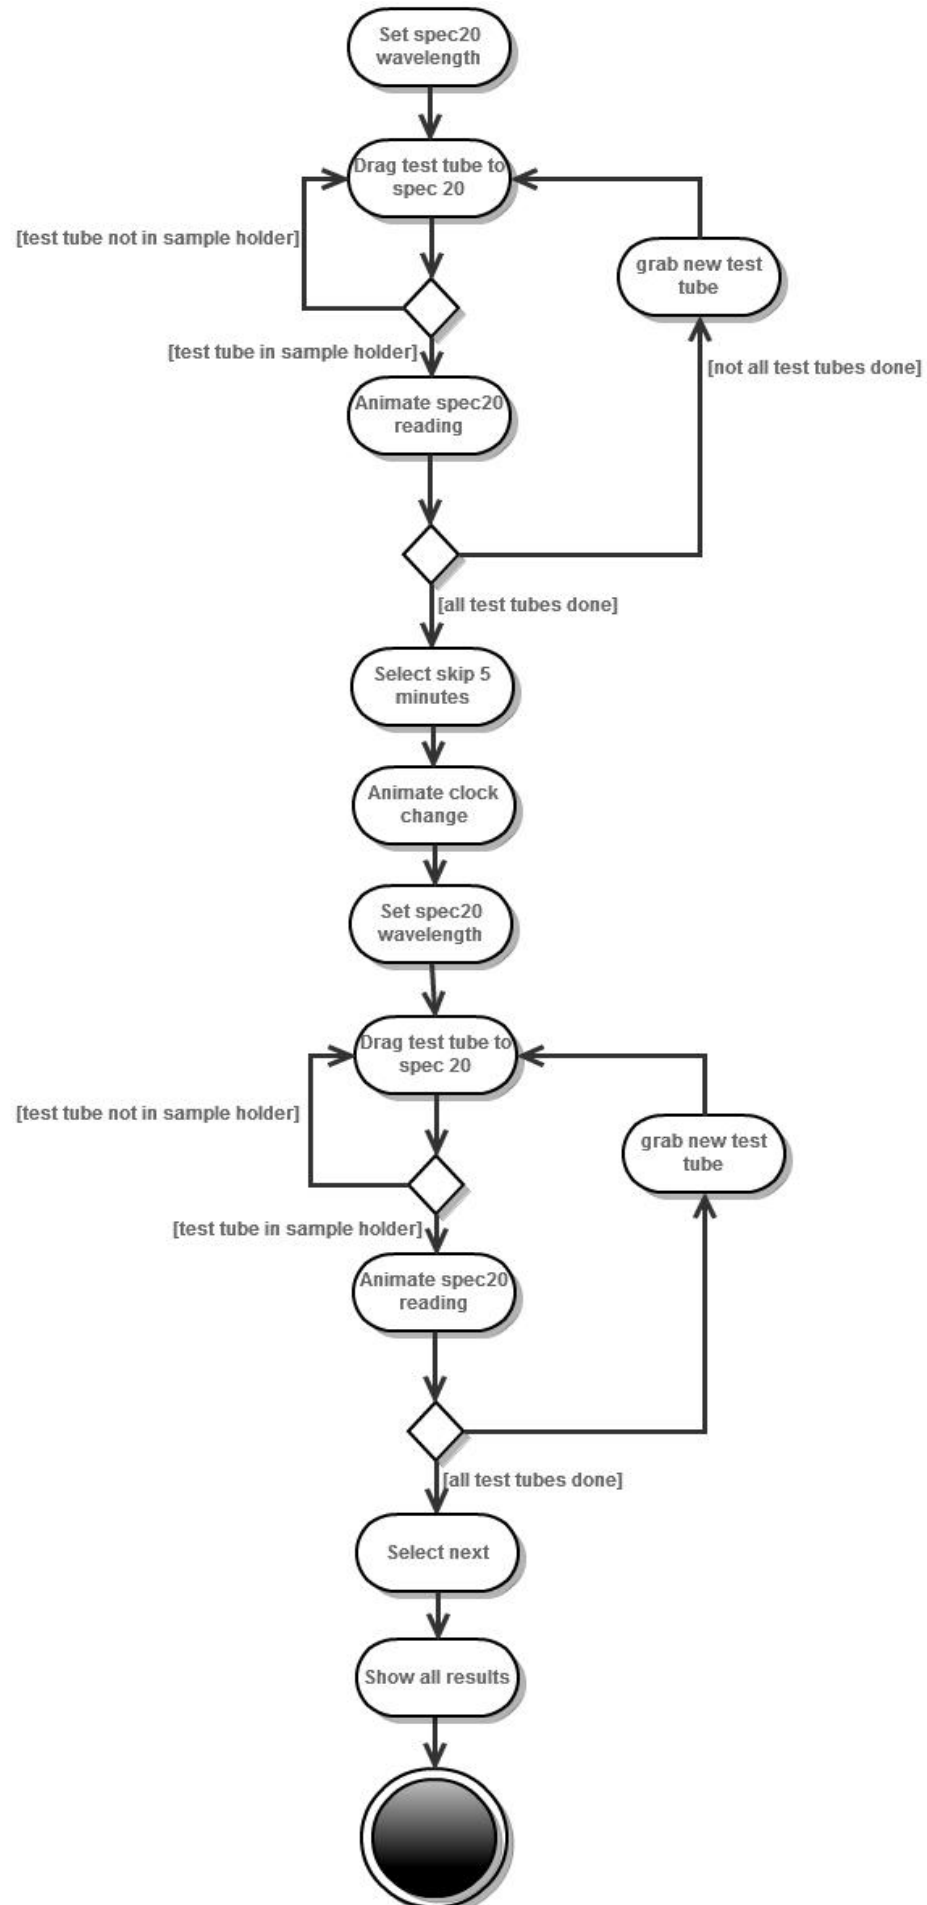 Set spec20
wavelength
Drag test tube to
spec 20
[test tube not in sample holder]
grab new test
tube
[test tube in sample holder]
[not all test tubes done]
Animate spec20
reading
[all test tubes done]
Select skip 5
minutes
Animate clock
change
Set spec20
wavelength
Drag test tube to
spec 20
[test tube not in sample holder]
grab new test
tube
[test tube in sample holder]
Animate spec20
reading
[all test tubes done]
Select next
Show all results